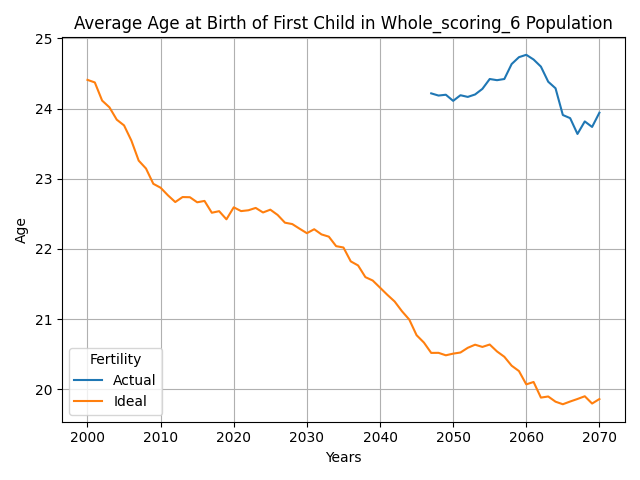 Average Age at Birth of First Child in Whole_scoring_6 Population
25
24
23
22
21
20
Age
Fertility
Actual
Ideal
2000 2010 2020 2030 2040 2050 2060 2070
Years